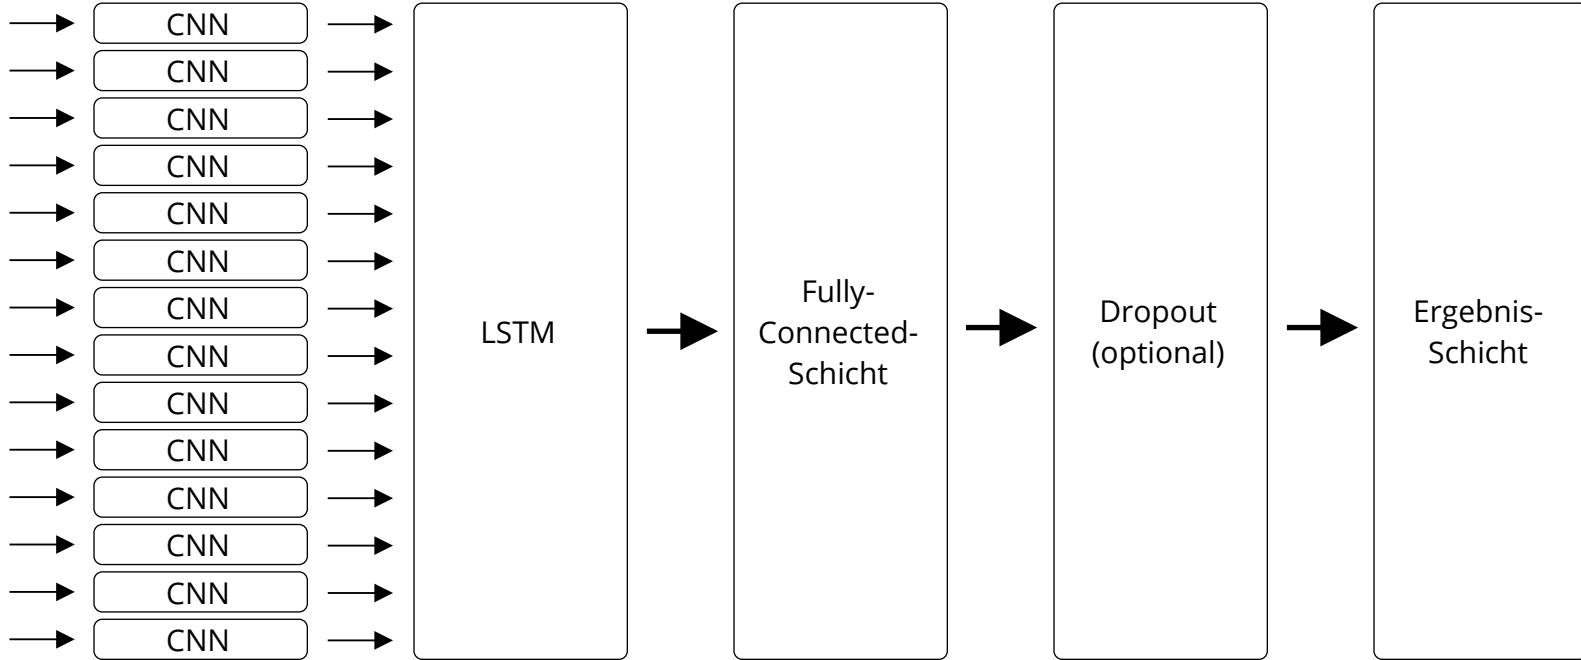 CNN
CNN
CNN
CNN
CNN
CNN
CNN
CNN
CNN
CNN
CNN
CNN
CNN
CNN
LSTM
Fully-
Connected-
Schicht
Dropout
(optional)
Ergebnis-
Schicht